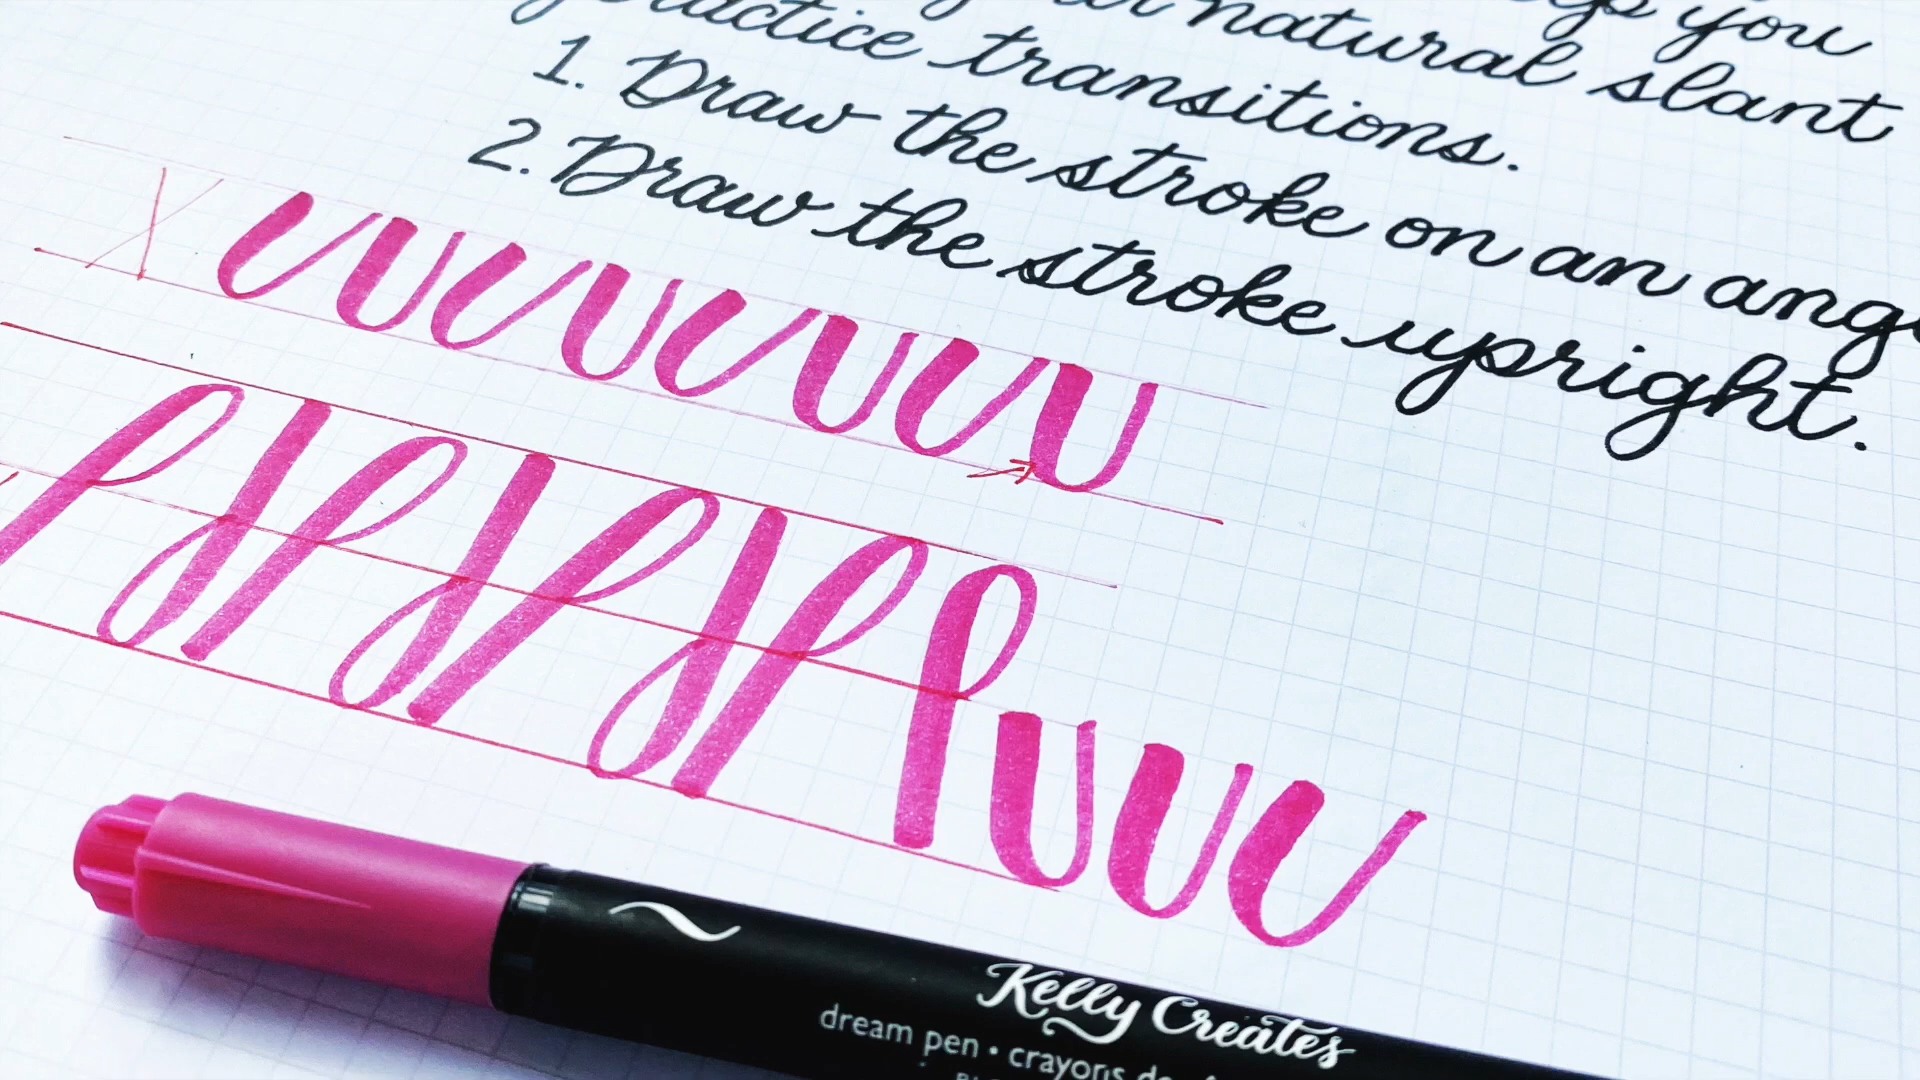 you
natural slant
practice transitions.
1. Draw the stroke on an
2. Draw the stroke upright.
Kelly Creates
dream pen • crayons